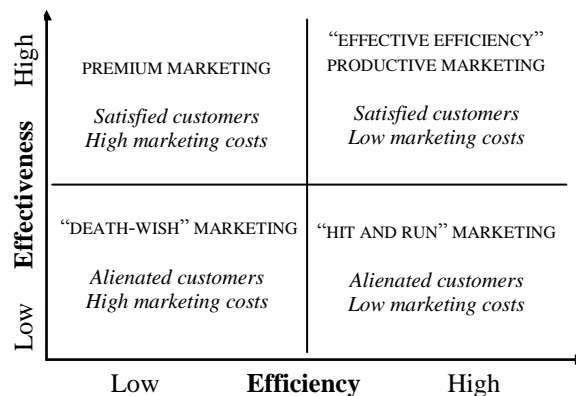 “EFFECTIVE EFFICIENCY”
PREMIUM MARKETING
PRODUCTIVE MARKETING
Satisfied customers
High marketing costs
Satisfied customers
Low marketing costs
“DEATH-WISH” MARKETING
“HIT AND RUN” MARKETING
Alienated customers
High marketing costs
Alienated customers
Low marketing costs
Low Effectiveness High
Low Efficiency High